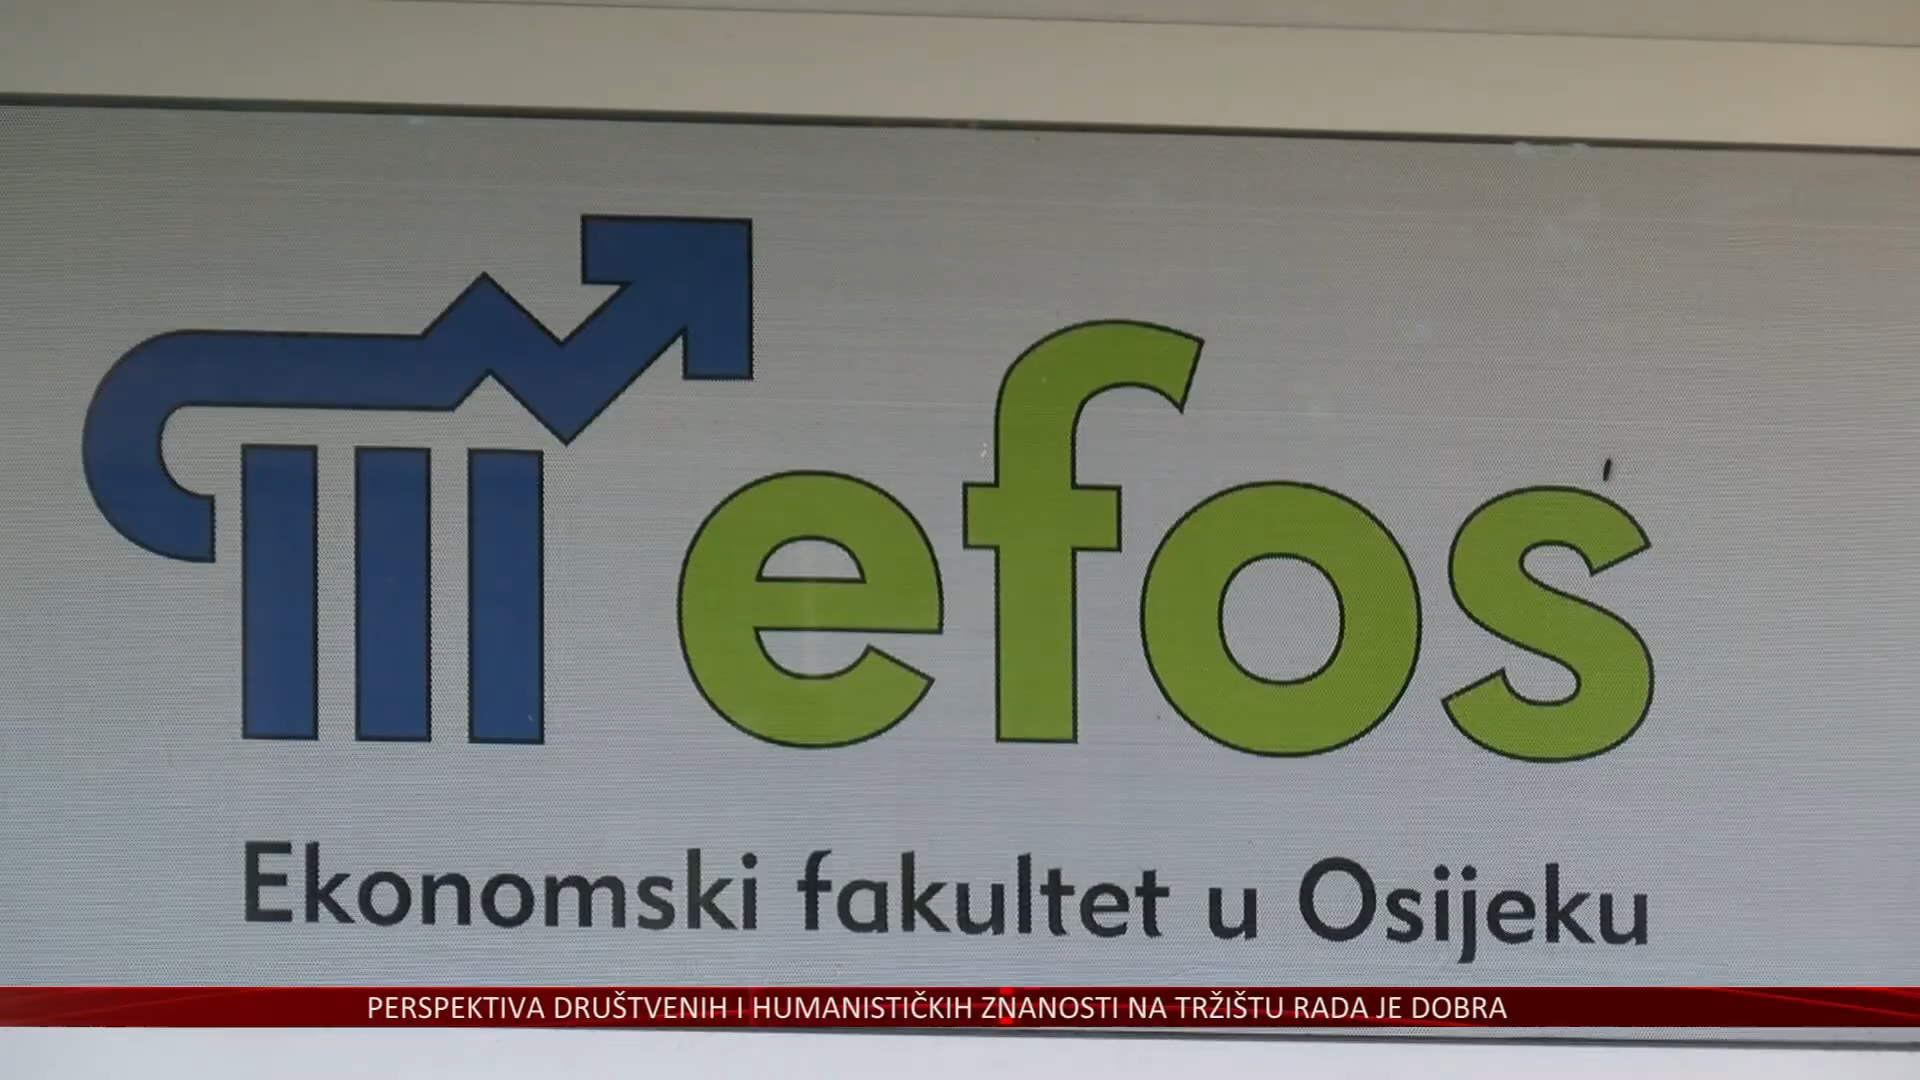 efos
Ekonomski fakultet u Osijeku
PERSPEKTIVA DRUŠTVENIH I HUMANISTIČKIH ZNANOSTI NA TRŽIŠTU RADA JE DOBRA